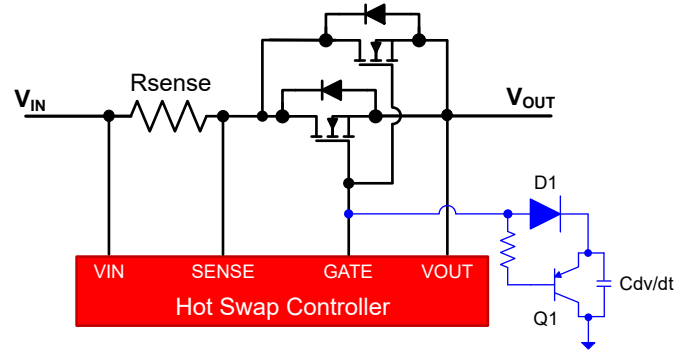 Rsense
VIN
VOUT
D1
VIN SENSE GATE VOUT
Cdv/dt
Hot Swap Controller
Q1